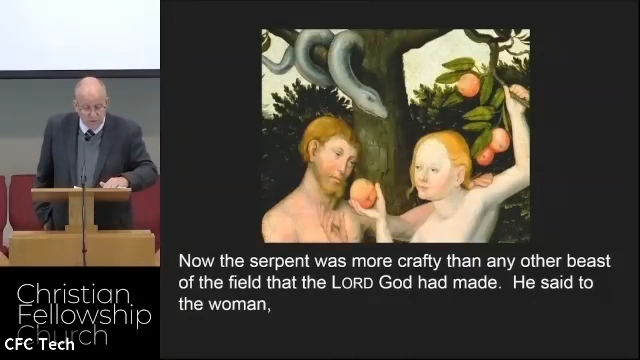 Now the serpent was more crafty than any other beast
of the field that the LORD God had made.  He said to
the woman,
Christian
Fellowship
Church
CFC Tech